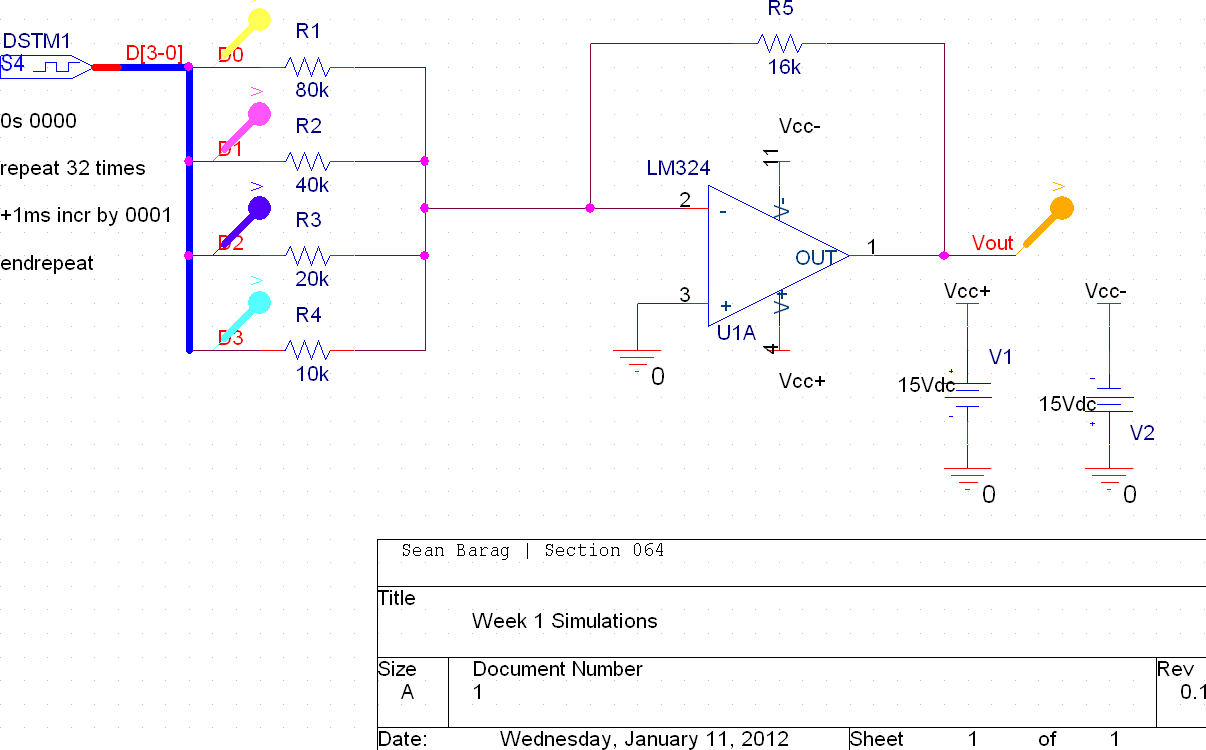 DSTM1
S4
D[3-0]
0s 0000
repeat 32 times
+1ms incr by 0001
endrepeat
D0
R1
80k
>
D1
R2
40k
>
D2
R3
20k
>
D3
R4
10k
R5
16k
Vcc-
11
LM324
2
-
V-
OUT
1
3
+
V+
U1A
4
Vcc+
0
Vout
>
Vcc+
V1
+
15Vdc
-
0
Vcc-
-
15Vdc
+
V2
0
Sean Barag | Section 064
Title
Week 1 Simulations
Size
A
Document Number
1
Rev
0.1
Date: Wednesday, January 11, 2012
Sheet 1 of 1